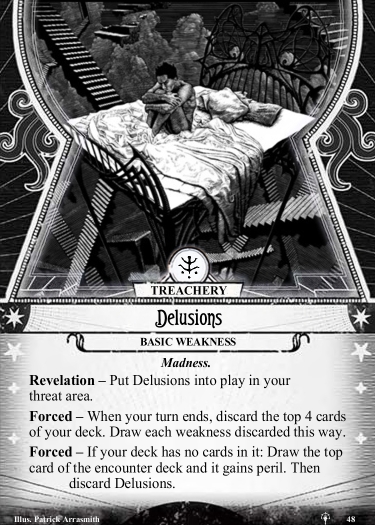 TREACHERY
Delusions
BASIC WEAKNESS
Madness.
Revelation – Put Delusions into play in your
threat area.
Forced – When your turn ends, discard the top 4 cards
of your deck. Draw each weakness discarded this way.
Forced – If your deck has no cards in it: Draw the top
card of the encounter deck and it gains peril. Then
discard Delusions.
Illus. Patrick Arrasmith
48